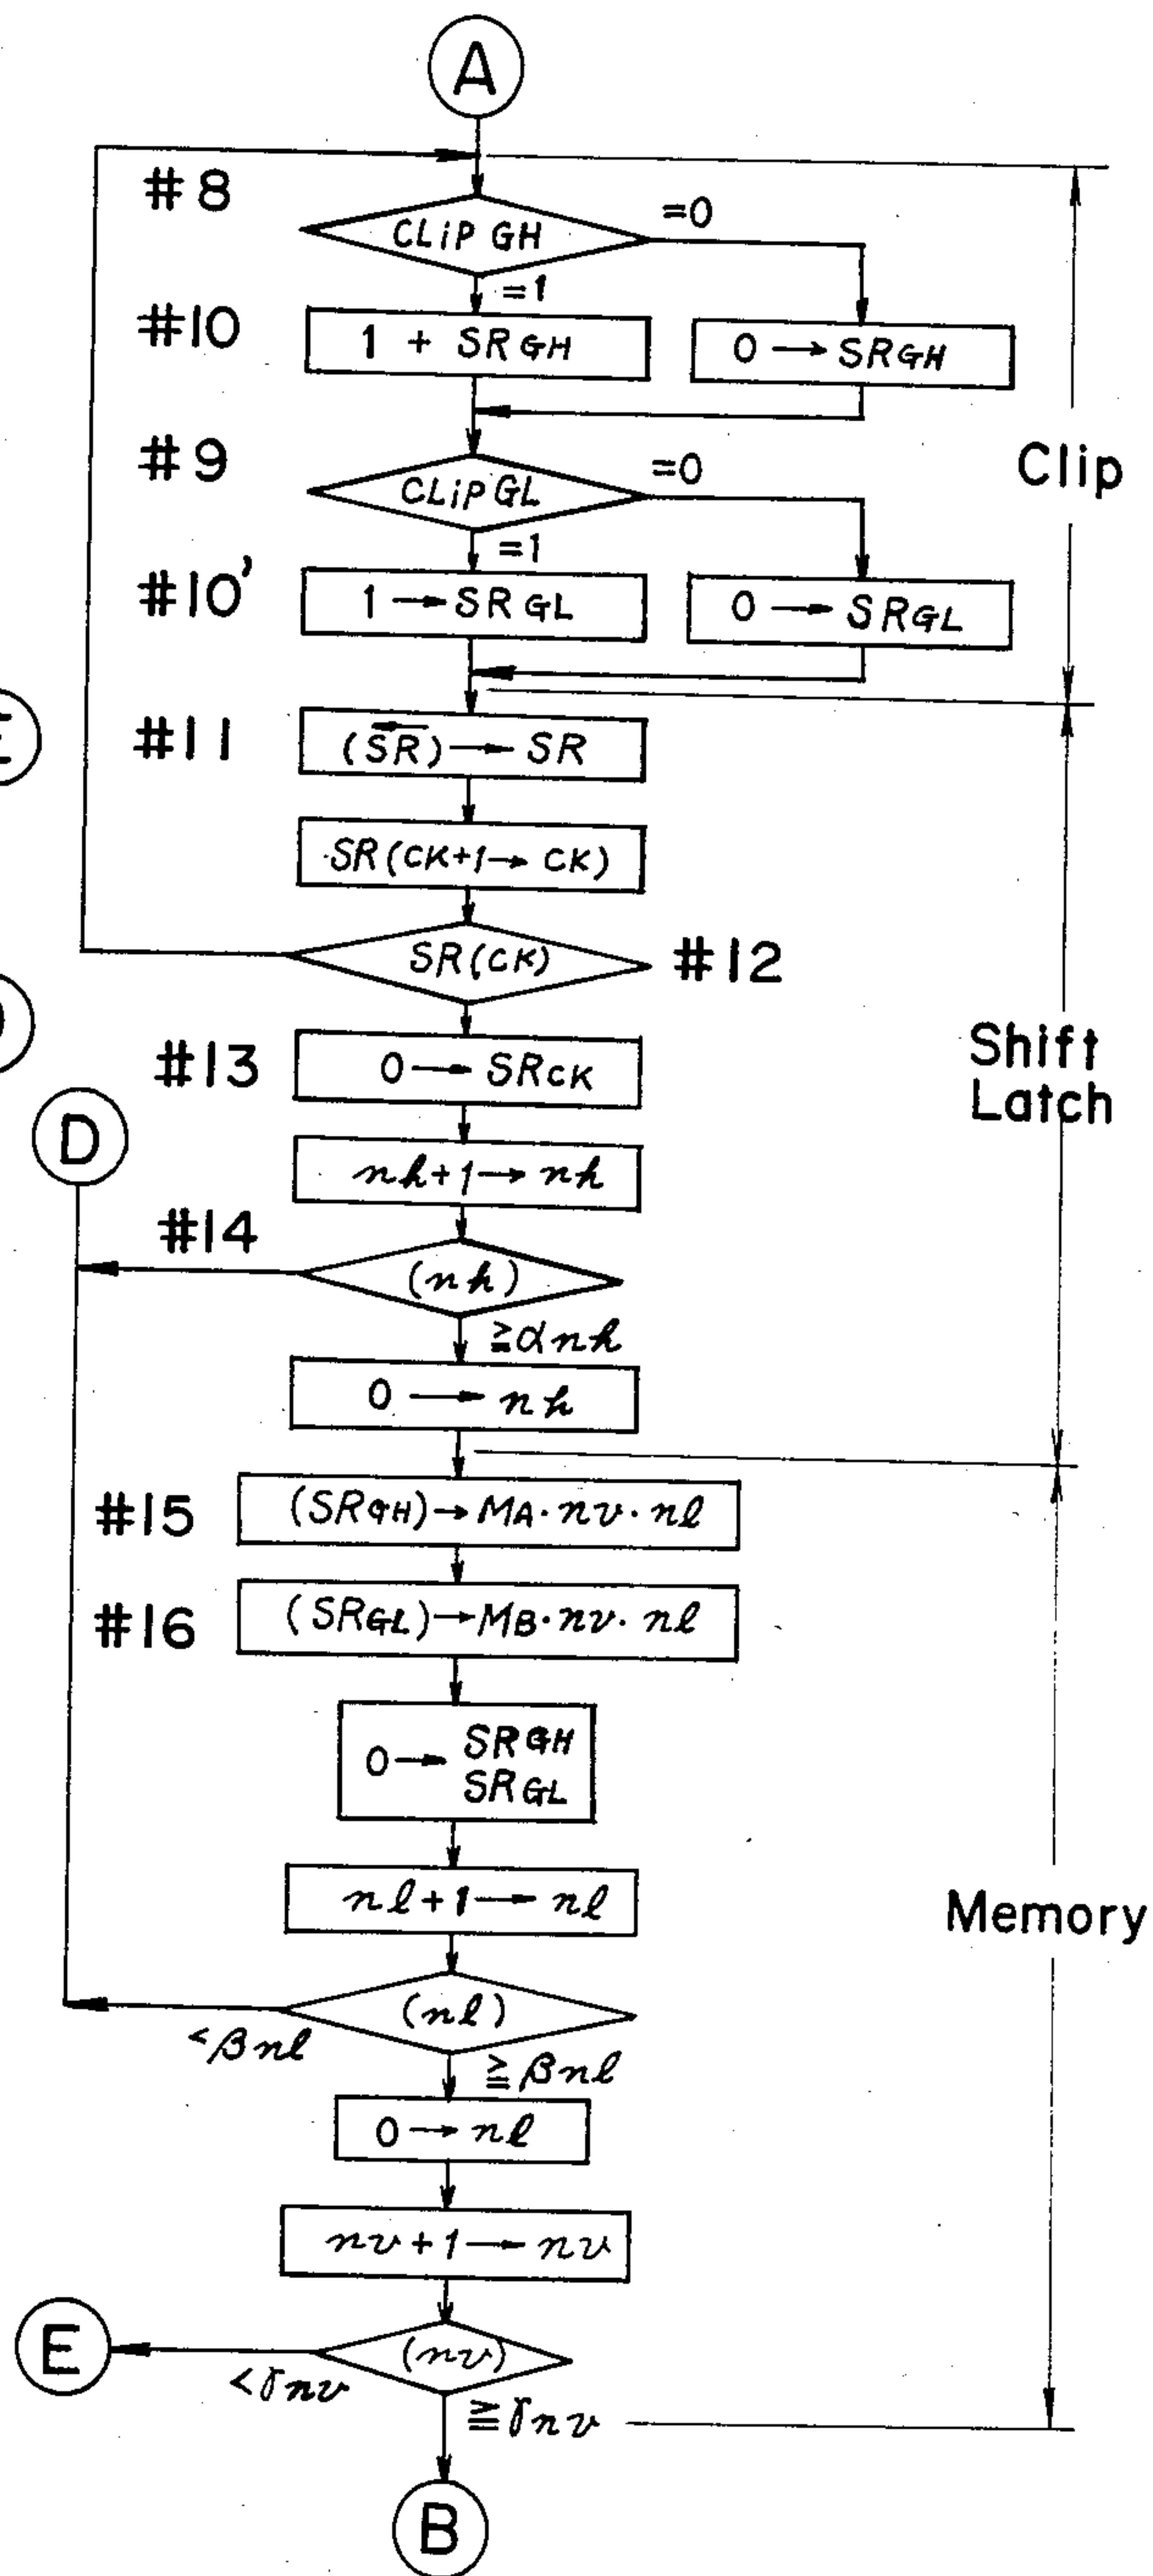 A
#8
CLiP GH
=0
=1
#10
1 + SRGH
0 → SRGH
#9
CLiP GL
=0
Clip
=1
#10'
1 → SRGL
0 → SRGL
#11
(SR) → SR
SR(CK+1 → CK)
SR(CK)
#12
#13
0 → SRCK
Shift
Latch
D
nh+1 → nh
#14
(nh)
≧αnh
0 → nh
#15
(SRGH) → MA·nv·nl
#16
(SRGL) → MB·nv·nl
0 → SRGH
SRGL
nl+1 → nl
Memory
(nl)
<βnl
≧βnl
0 → nl
nv+1 → nv
E
(nv)
<γnv
≧γnv
B